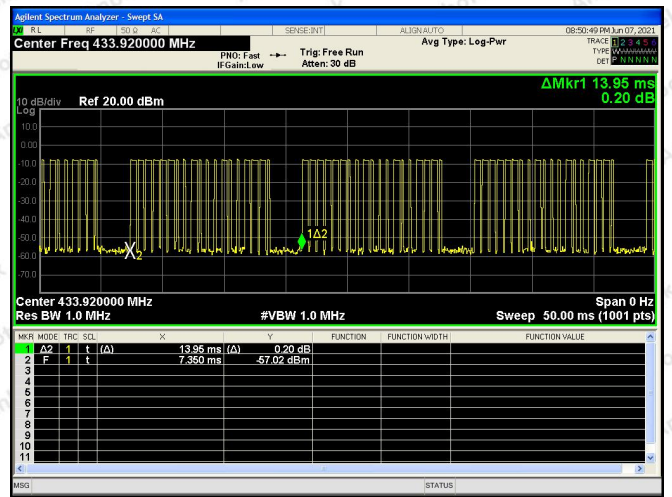 Agilent Spectrum Analyzer - Swept SA
LXI RL RF 50 Ω AC SENSE:INT ALIGNAUTO 08:50:49 PM Jun 07, 2021
Center Freq 433.920000 MHz Avg Type: Log-Pwr TRACE 1 2 3 4 5 6
PNO: Fast Trig: Free Run TYPE
IFGain:Low Atten: 30 dB DET P N N N N N
ΔMkr1 13.95 ms
10 dB/div Ref 20.00 dBm 0.20 dB
Log
10.0
0.00
-10.0
-20.0
-30.0
-40.0
-50.0
1Δ2
-60.0
X2
-70.0
Center 433.920000 MHz Span 0 Hz
Res BW 1.0 MHz #VBW 1.0 MHz Sweep 50.00 ms (1001 pts)
MKR MODE TRC SCL X Y FUNCTION FUNCTION WIDTH FUNCTION VALUE
1 Δ2 1 t (Δ) 13.95 ms (Δ) 0.20 dB
2 F 1 t 7.350 ms -57.02 dBm
3
4
5
6
7
8
9
10
11
MSG STATUS